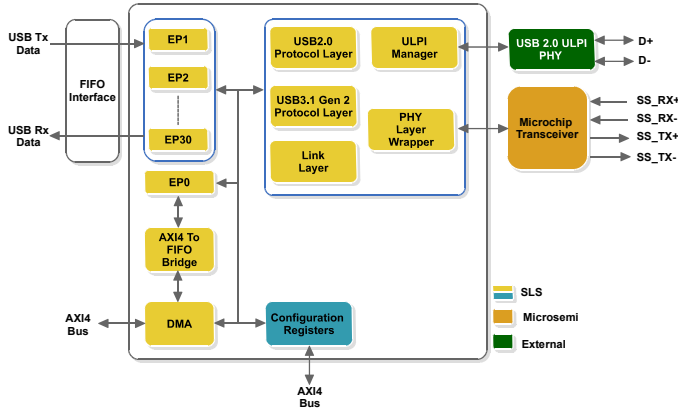 USB Tx
Data
FIFO
Interface
USB Rx
Data
EP1
EP2
EP30
EP0
AXI4 To
FIFO
Bridge
AXI4
Bus
DMA
USB2.0
Protocol Layer
ULPI
Manager
USB3.1 Gen 2
Protocol Layer
PHY
Layer
Wrapper
Link
Layer
Configuration
Registers
AXI4
Bus
USB 2.0 ULPI
PHY
D+
D-
Microchip
Transceiver
SS_RX+
SS_RX-
SS_TX+
SS_TX-
SLS
Microsemi
External